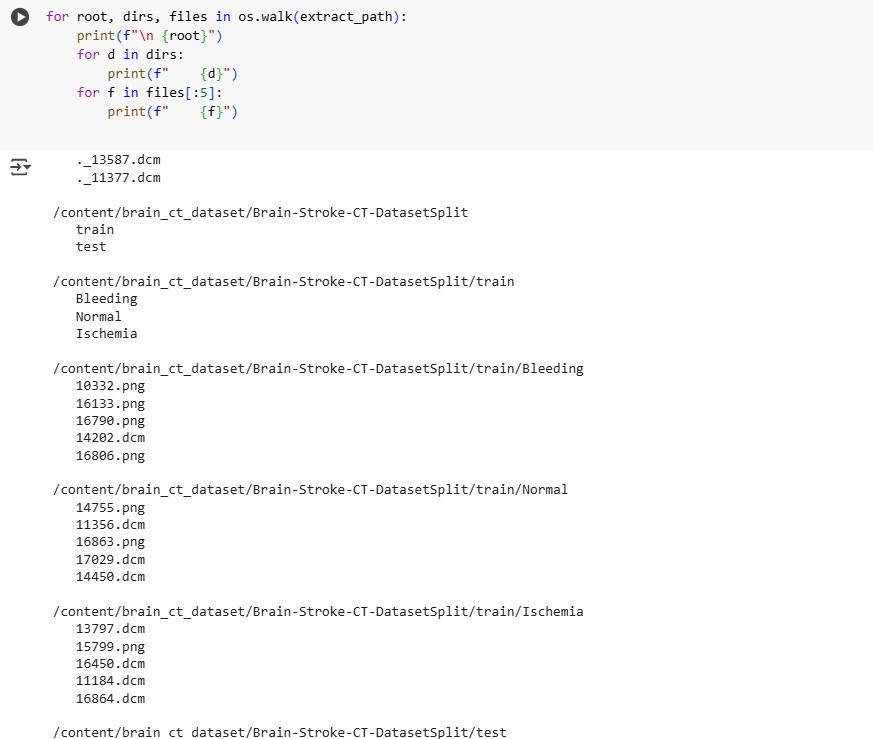 for root, dirs, files in os.walk(extract_path):
    print(f"\n {root}")
    for d in dirs:
        print(f"    {d}")
    for f in files[:5]:
        print(f"    {f}")
._13587.dcm
._11377.dcm
/content/brain_ct_dataset/Brain-Stroke-CT-DatasetSplit
train
test
/content/brain_ct_dataset/Brain-Stroke-CT-DatasetSplit/train
Bleeding
Normal
Ischemia
/content/brain_ct_dataset/Brain-Stroke-CT-DatasetSplit/train/Bleeding
10332.png
16133.png
16790.png
14202.dcm
16806.png
/content/brain_ct_dataset/Brain-Stroke-CT-DatasetSplit/train/Normal
14755.png
11356.dcm
16863.png
17029.dcm
14450.dcm
/content/brain_ct_dataset/Brain-Stroke-CT-DatasetSplit/train/Ischemia
13797.dcm
15799.png
16450.dcm
11184.dcm
16864.dcm
/content/brain_ct_dataset/Brain-Stroke-CT-DatasetSplit/test